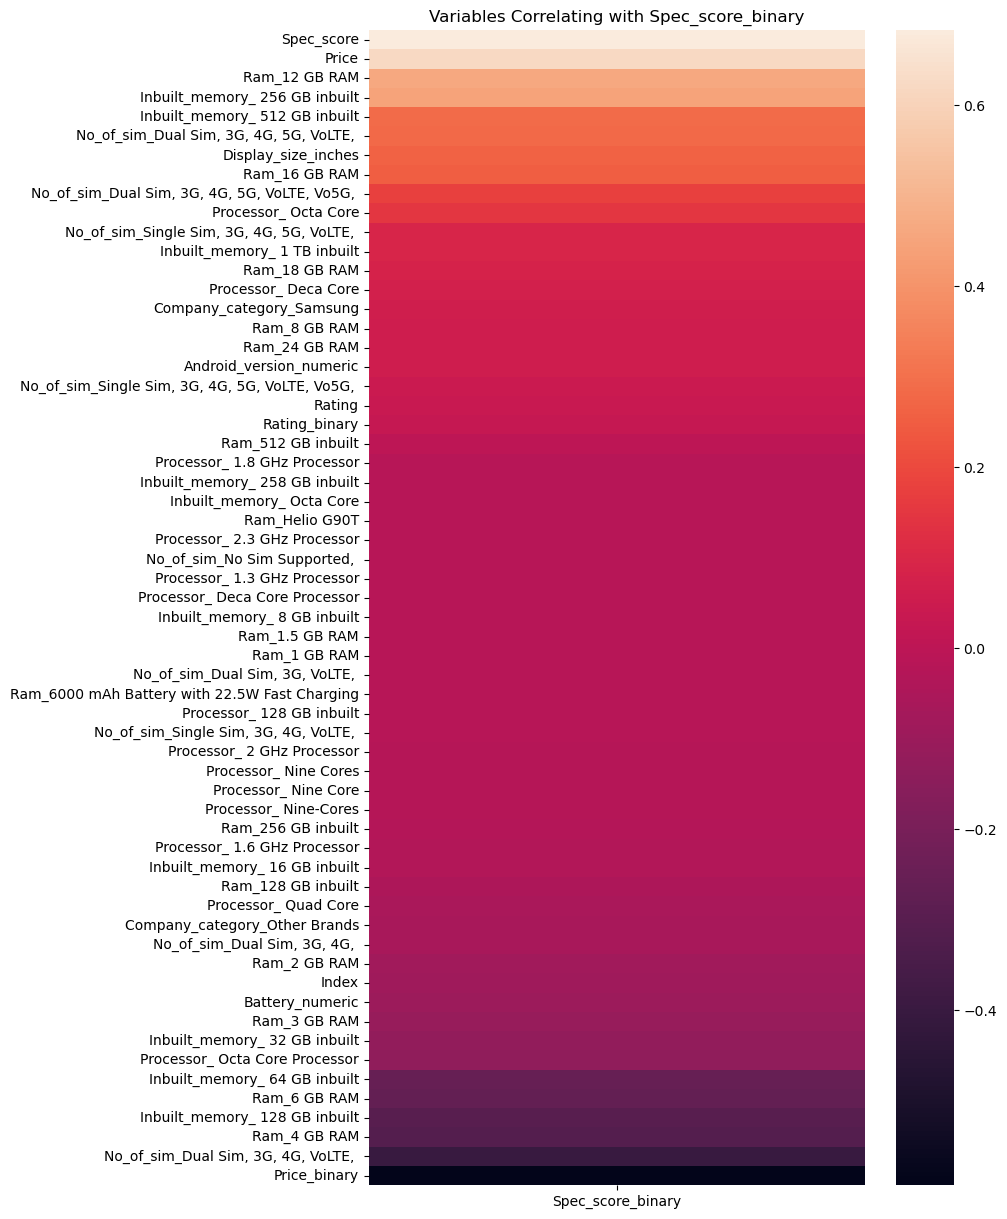 Variables Correlating with Spec_score_binary
Spec_score
Price
Ram_12 GB RAM
Inbuilt_memory_ 256 GB inbuilt
Inbuilt_memory_ 512 GB inbuilt
No_of_sim_Dual Sim, 3G, 4G, 5G, VoLTE,
Display_size_inches
Ram_16 GB RAM
No_of_sim_Dual Sim, 3G, 4G, 5G, VoLTE, Vo5G,
Processor_ Octa Core
No_of_sim_Single Sim, 3G, 4G, 5G, VoLTE,
Inbuilt_memory_ 1 TB inbuilt
Ram_18 GB RAM
Processor_ Deca Core
Company_category_Samsung
Ram_8 GB RAM
Ram_24 GB RAM
Android_version_numeric
No_of_sim_Single Sim, 3G, 4G, 5G, VoLTE, Vo5G,
Rating
Rating_binary
Ram_512 GB inbuilt
Processor_ 1.8 GHz Processor
Inbuilt_memory_ 258 GB inbuilt
Inbuilt_memory_ Octa Core
Ram_Helio G90T
Processor_ 2.3 GHz Processor
No_of_sim_No Sim Supported,
Processor_ 1.3 GHz Processor
Processor_ Deca Core Processor
Inbuilt_memory_ 8 GB inbuilt
Ram_1.5 GB RAM
Ram_1 GB RAM
No_of_sim_Dual Sim, 3G, VoLTE,
Ram_6000 mAh Battery with 22.5W Fast Charging
Processor_ 128 GB inbuilt
No_of_sim_Single Sim, 3G, 4G, VoLTE,
Processor_ 2 GHz Processor
Processor_ Nine Cores
Processor_ Nine Core
Processor_ Nine-Cores
Ram_256 GB inbuilt
Processor_ 1.6 GHz Processor
Inbuilt_memory_ 16 GB inbuilt
Ram_128 GB inbuilt
Processor_ Quad Core
Company_category_Other Brands
No_of_sim_Dual Sim, 3G, 4G,
Ram_2 GB RAM
Index
Battery_numeric
Ram_3 GB RAM
Inbuilt_memory_ 32 GB inbuilt
Processor_ Octa Core Processor
Inbuilt_memory_ 64 GB inbuilt
Ram_6 GB RAM
Inbuilt_memory_ 128 GB inbuilt
Ram_4 GB RAM
No_of_sim_Dual Sim, 3G, 4G, VoLTE,
Price_binary
Spec_score_binary
0.6
0.4
0.2
0.0
−0.2
−0.4